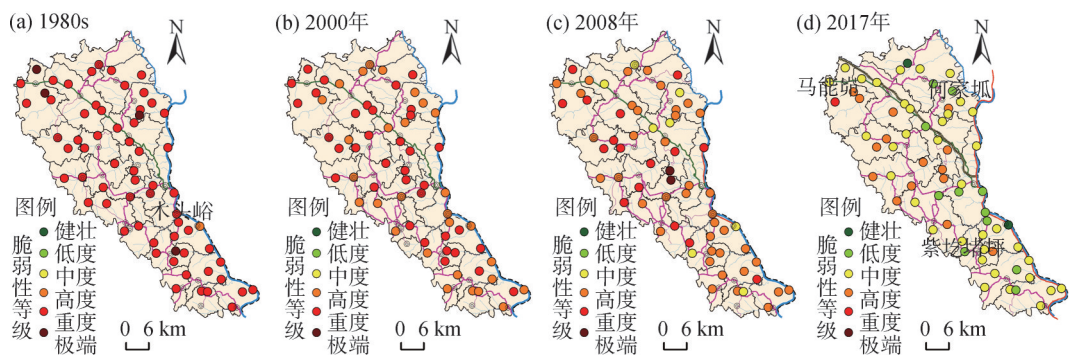 (a) 1980s
N
木头峪
图例
脆弱性等级
健壮
低度
中度
高度
重度
极端
0 6 km
(b) 2000年
N
图例
脆弱性等级
健壮
低度
中度
高度
重度
极端
0 6 km
(c) 2008年
N
图例
脆弱性等级
健壮
低度
中度
高度
重度
极端
0 6 km
(d) 2017年
N
马能峁
何家坬
图例
脆弱性等级
健壮
低度
中度
高度
重度
极端
0 6 km